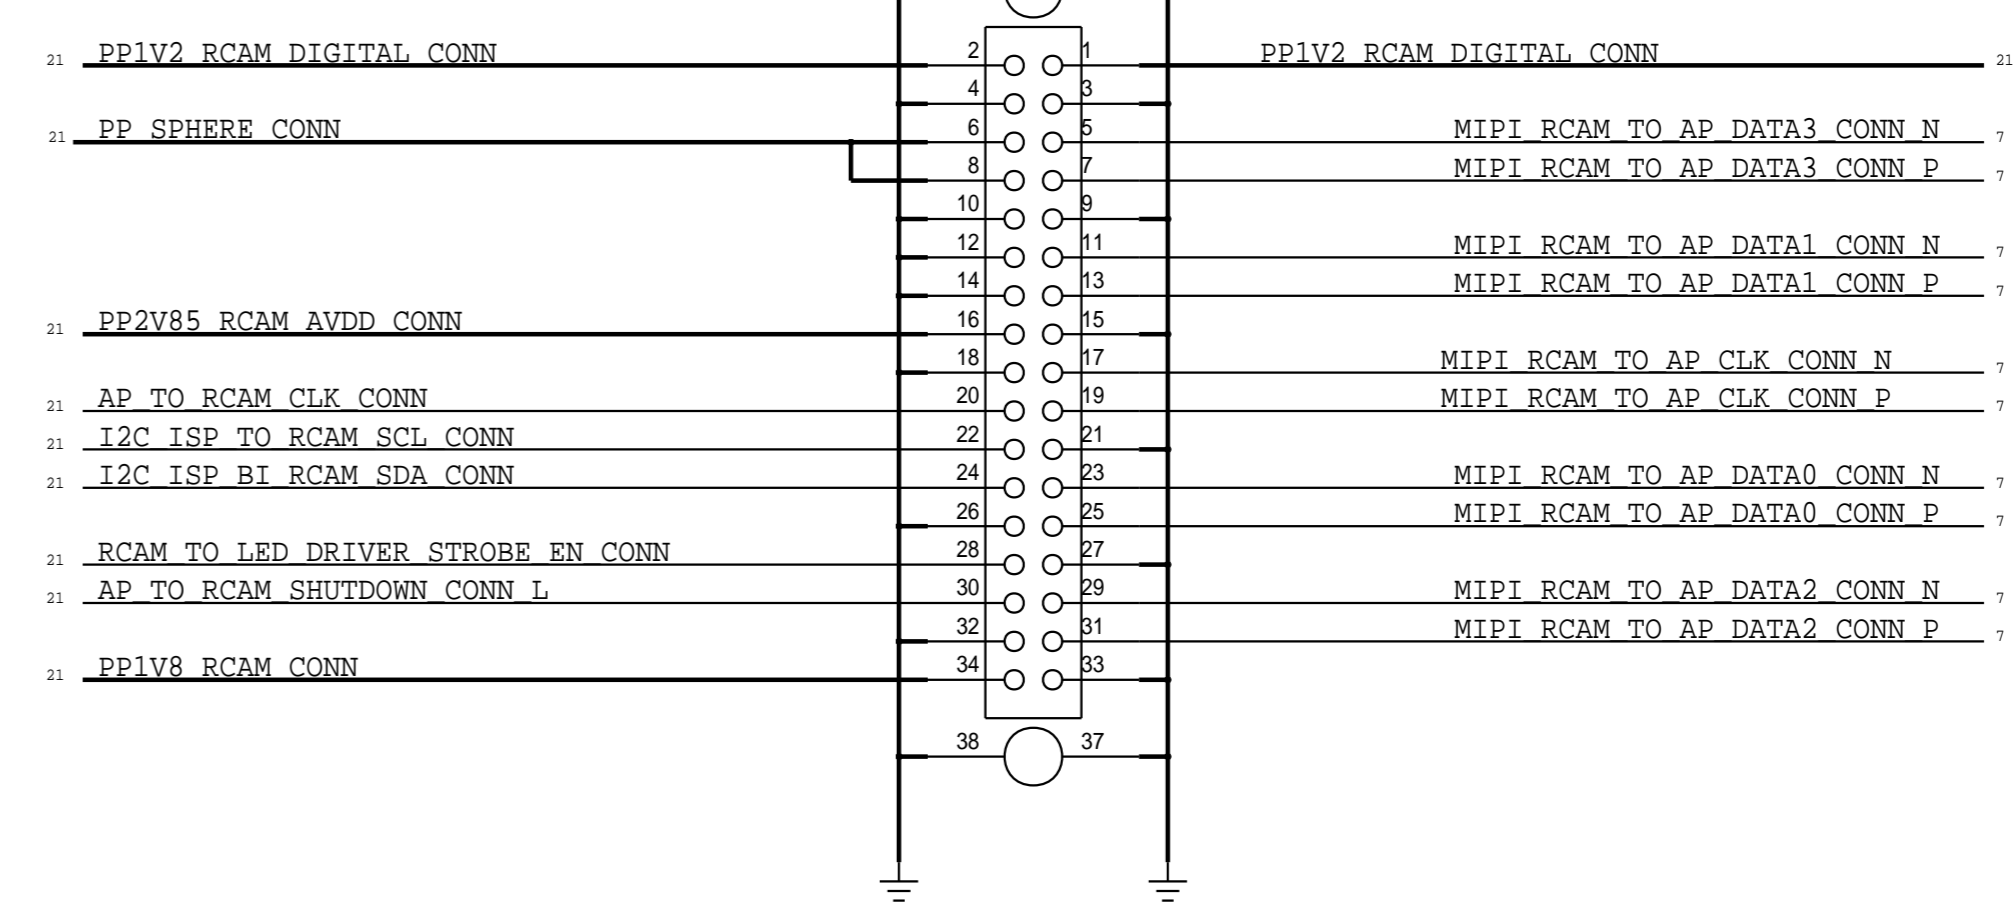 21 PP1V2_RCAM_DIGITAL_CONN 2 1 PP1V2_RCAM_DIGITAL_CONN 21
4 3
21 PP_SPHERE_CONN 6 5 MIPI_RCAM_TO_AP_DATA3_CONN_N 7
8 7 MIPI_RCAM_TO_AP_DATA3_CONN_P 7
10 9
12 11 MIPI_RCAM_TO_AP_DATA1_CONN_N 7
14 13 MIPI_RCAM_TO_AP_DATA1_CONN_P 7
21 PP2V85_RCAM_AVDD_CONN 16 15
18 17 MIPI_RCAM_TO_AP_CLK_CONN_N 7
21 AP_TO_RCAM_CLK_CONN 20 19 MIPI_RCAM_TO_AP_CLK_CONN_P 7
21 I2C_ISP_TO_RCAM_SCL_CONN 22 21
21 I2C_ISP_BI_RCAM_SDA_CONN 24 23 MIPI_RCAM_TO_AP_DATA0_CONN_N 7
26 25 MIPI_RCAM_TO_AP_DATA0_CONN_P 7
21 RCAM_TO_LED_DRIVER_STROBE_EN_CONN 28 27
21 AP_TO_RCAM_SHUTDOWN_CONN_L 30 29 MIPI_RCAM_TO_AP_DATA2_CONN_N 7
32 31 MIPI_RCAM_TO_AP_DATA2_CONN_P 7
21 PP1V8_RCAM_CONN 34 33
38 37